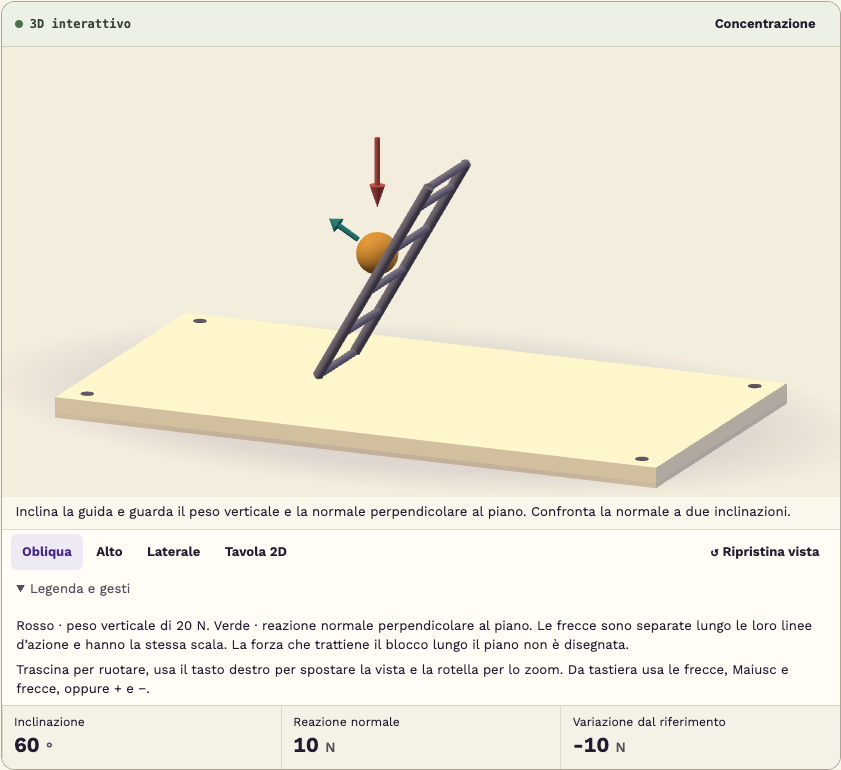 3D interattivo
Concentrazione
Inclina la guida e guarda il peso verticale e la normale perpendicolare al piano. Confronta la normale a due inclinazioni.
Obliqua Alto Laterale Tavola 2D
↺ Ripristina vista
▼ Legenda e gesti
Rosso · peso verticale di 20 N. Verde · reazione normale perpendicolare al piano. Le frecce sono separate lungo le loro linee
d’azione e hanno la stessa scala. La forza che trattiene il blocco lungo il piano non è disegnata.
Trascina per ruotare, usa il tasto destro per spostare la vista e la rotella per lo zoom. Da tastiera usa le frecce, Maiusc e
frecce, oppure + e −.
Inclinazione
60 °
Reazione normale
10 N
Variazione dal riferimento
-10 N